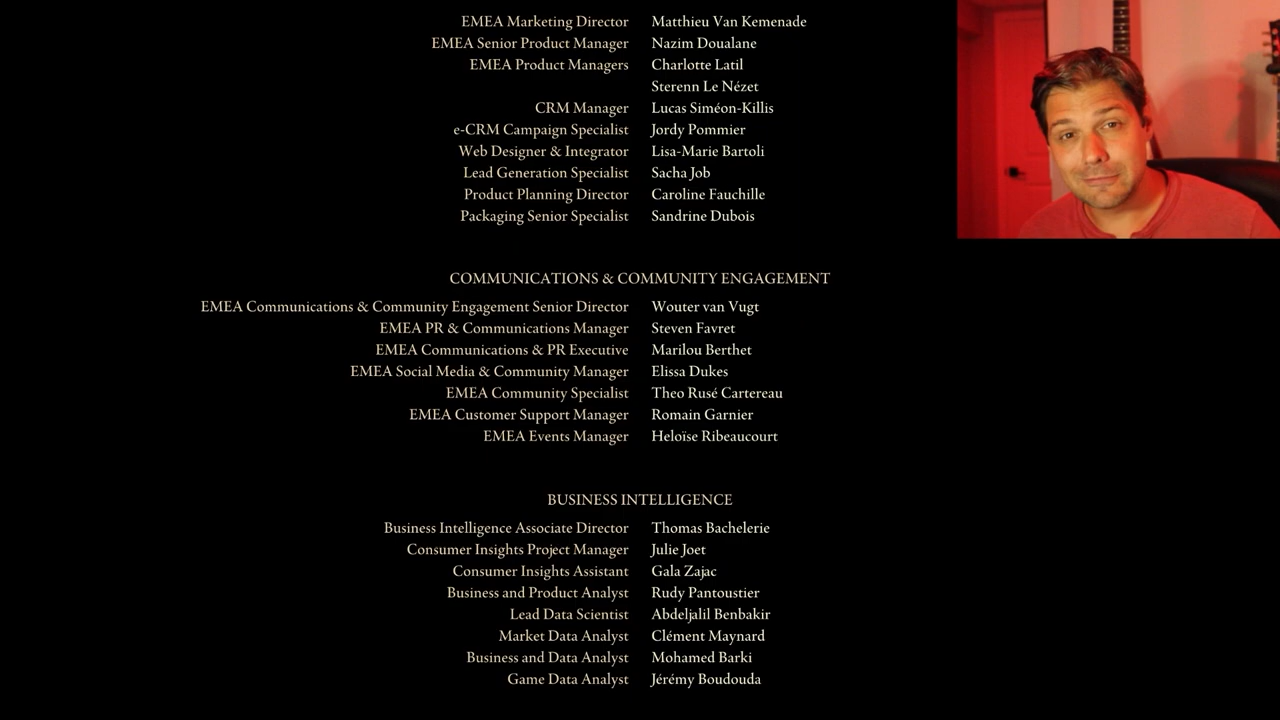 EMEA Marketing Director Matthieu Van Kemenade
EMEA Senior Product Manager Nazim Doualane
EMEA Product Managers Charlotte Latil
Sterenn Le Nézet
CRM Manager Lucas Siméon-Killis
e-CRM Campaign Specialist Jordy Pommier
Web Designer & Integrator Lisa-Marie Bartoli
Lead Generation Specialist Sacha Job
Product Planning Director Caroline Fauchille
Packaging Senior Specialist Sandrine Dubois
COMMUNICATIONS & COMMUNITY ENGAGEMENT
EMEA Communications & Community Engagement Senior Director Wouter van Vugt
EMEA PR & Communications Manager Steven Favret
EMEA Communications & PR Executive Marilou Berthet
EMEA Social Media & Community Manager Elissa Dukes
EMEA Community Specialist Theo Rusé Cartereau
EMEA Customer Support Manager Romain Garnier
EMEA Events Manager Heloïse Ribeaucourt
BUSINESS INTELLIGENCE
Business Intelligence Associate Director Thomas Bachelerie
Consumer Insights Project Manager Julie Joet
Consumer Insights Assistant Gala Zajac
Business and Product Analyst Rudy Pantoustier
Lead Data Scientist Abdeljalil Benbakir
Market Data Analyst Clément Maynard
Business and Data Analyst Mohamed Barki
Game Data Analyst Jérémy Boudouda